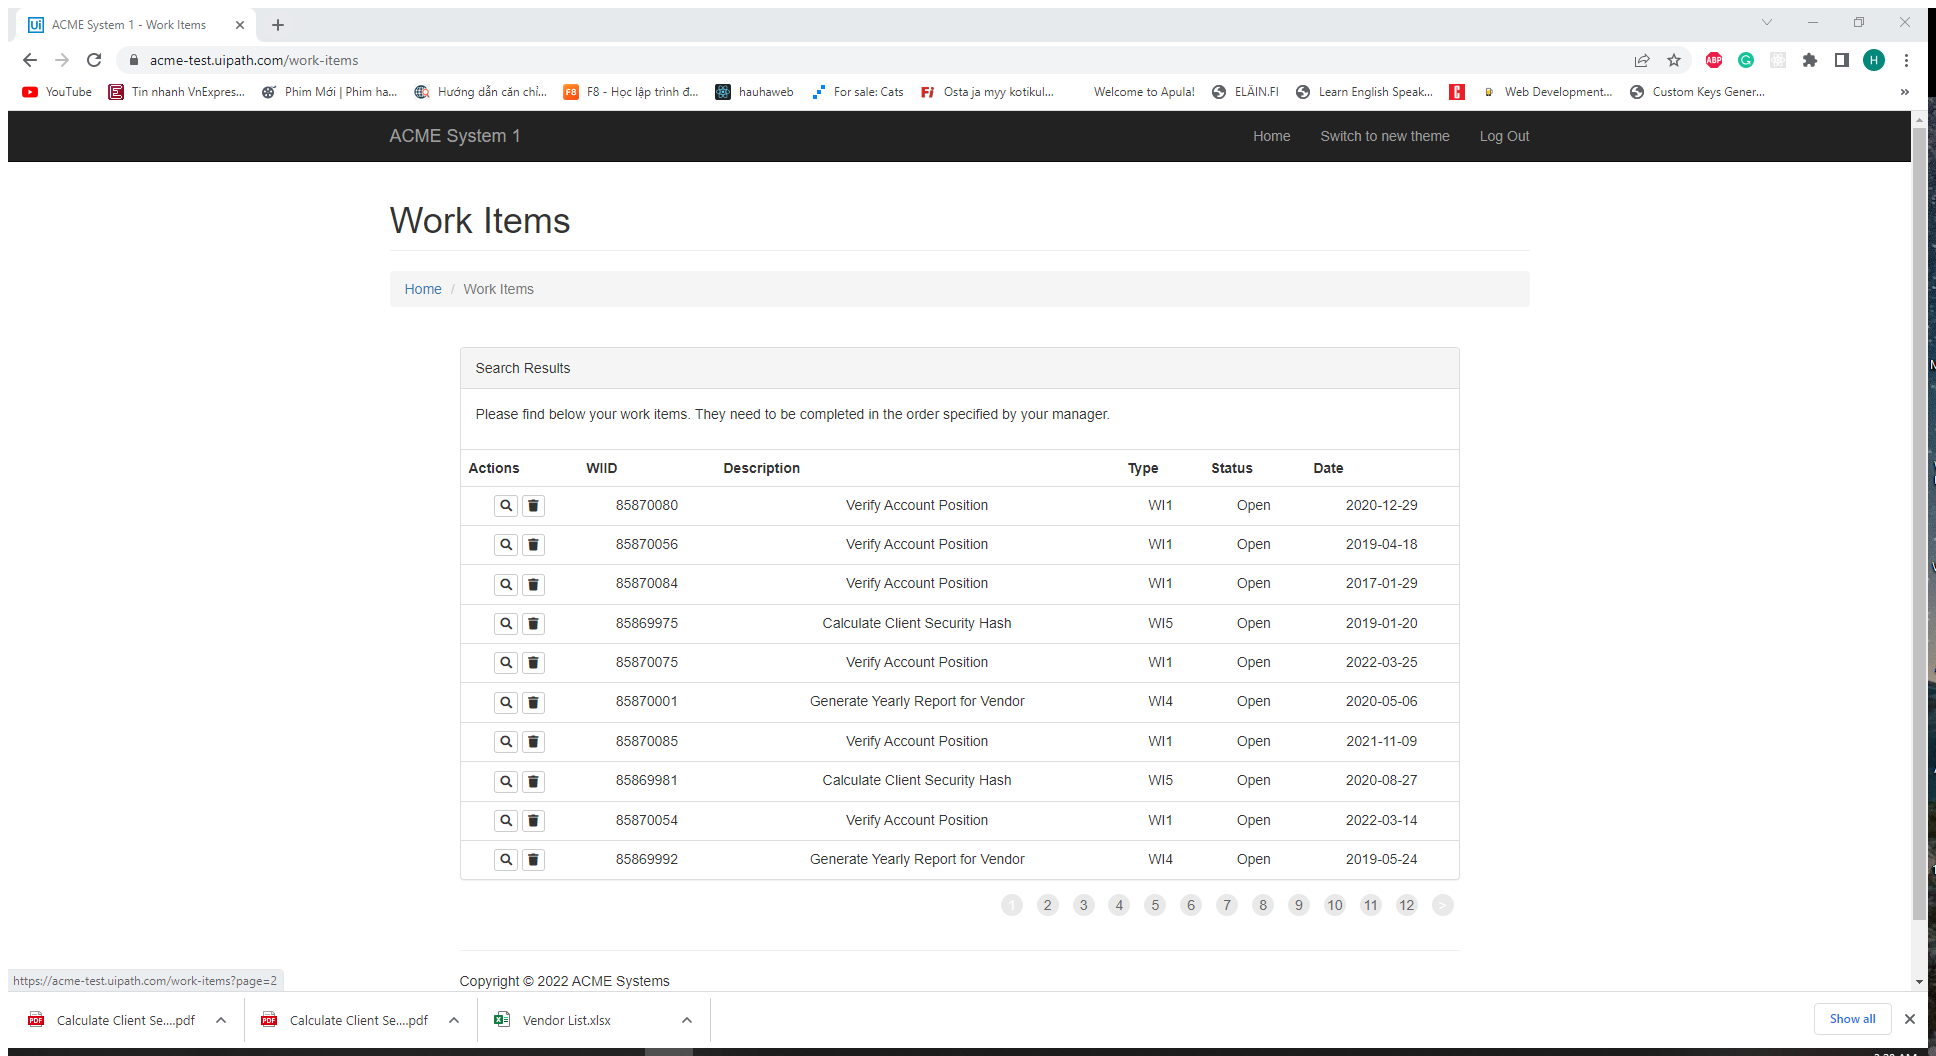 ACME System 1 - Work Items
acme-test.uipath.com/work-items
ABP G H
YouTube Tin nhanh VnExpres... Phim Mới | Phim ha... Hướng dẫn căn chỉ... F8 F8 - Học lập trình đ... hauhaweb For sale: Cats Fi Osta ja myy kotikul... Welcome to Apula! ELÄIN.FI Learn English Speak... Web Development... Custom Keys Gener... »
ACME System 1 Home Switch to new theme Log Out
Work Items
Home / Work Items
Search Results
Please find below your work items. They need to be completed in the order specified by your manager.
Actions WIID Description Type Status Date
85870080 Verify Account Position WI1 Open 2020-12-29
85870056 Verify Account Position WI1 Open 2019-04-18
85870084 Verify Account Position WI1 Open 2017-01-29
85869975 Calculate Client Security Hash WI5 Open 2019-01-20
85870075 Verify Account Position WI1 Open 2022-03-25
85870001 Generate Yearly Report for Vendor WI4 Open 2020-05-06
85870085 Verify Account Position WI1 Open 2021-11-09
85869981 Calculate Client Security Hash WI5 Open 2020-08-27
85870054 Verify Account Position WI1 Open 2022-03-14
85869992 Generate Yearly Report for Vendor WI4 Open 2019-05-24
1 2 3 4 5 6 7 8 9 10 11 12 >
Copyright © 2022 ACME Systems
https://acme-test.uipath.com/work-items?page=2
PDF Calculate Client Se....pdf PDF Calculate Client Se....pdf Vendor List.xlsx Show all